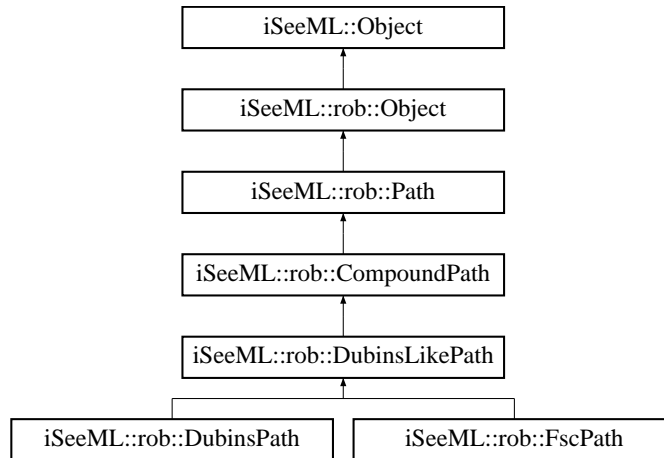 iSeeML::Object
iSeeML::rob::Object
iSeeML::rob::Path
iSeeML::rob::CompoundPath
iSeeML::rob::DubinsLikePath
iSeeML::rob::DubinsPath
iSeeML::rob::FscPath